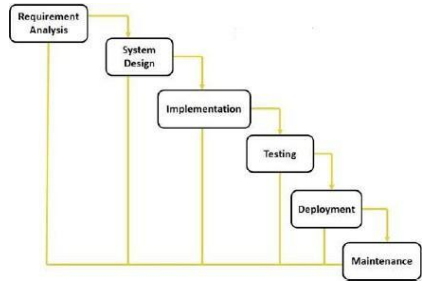 Requirement
Analysis
System
Design
Implementation
Testing
Deployment
Maintenance